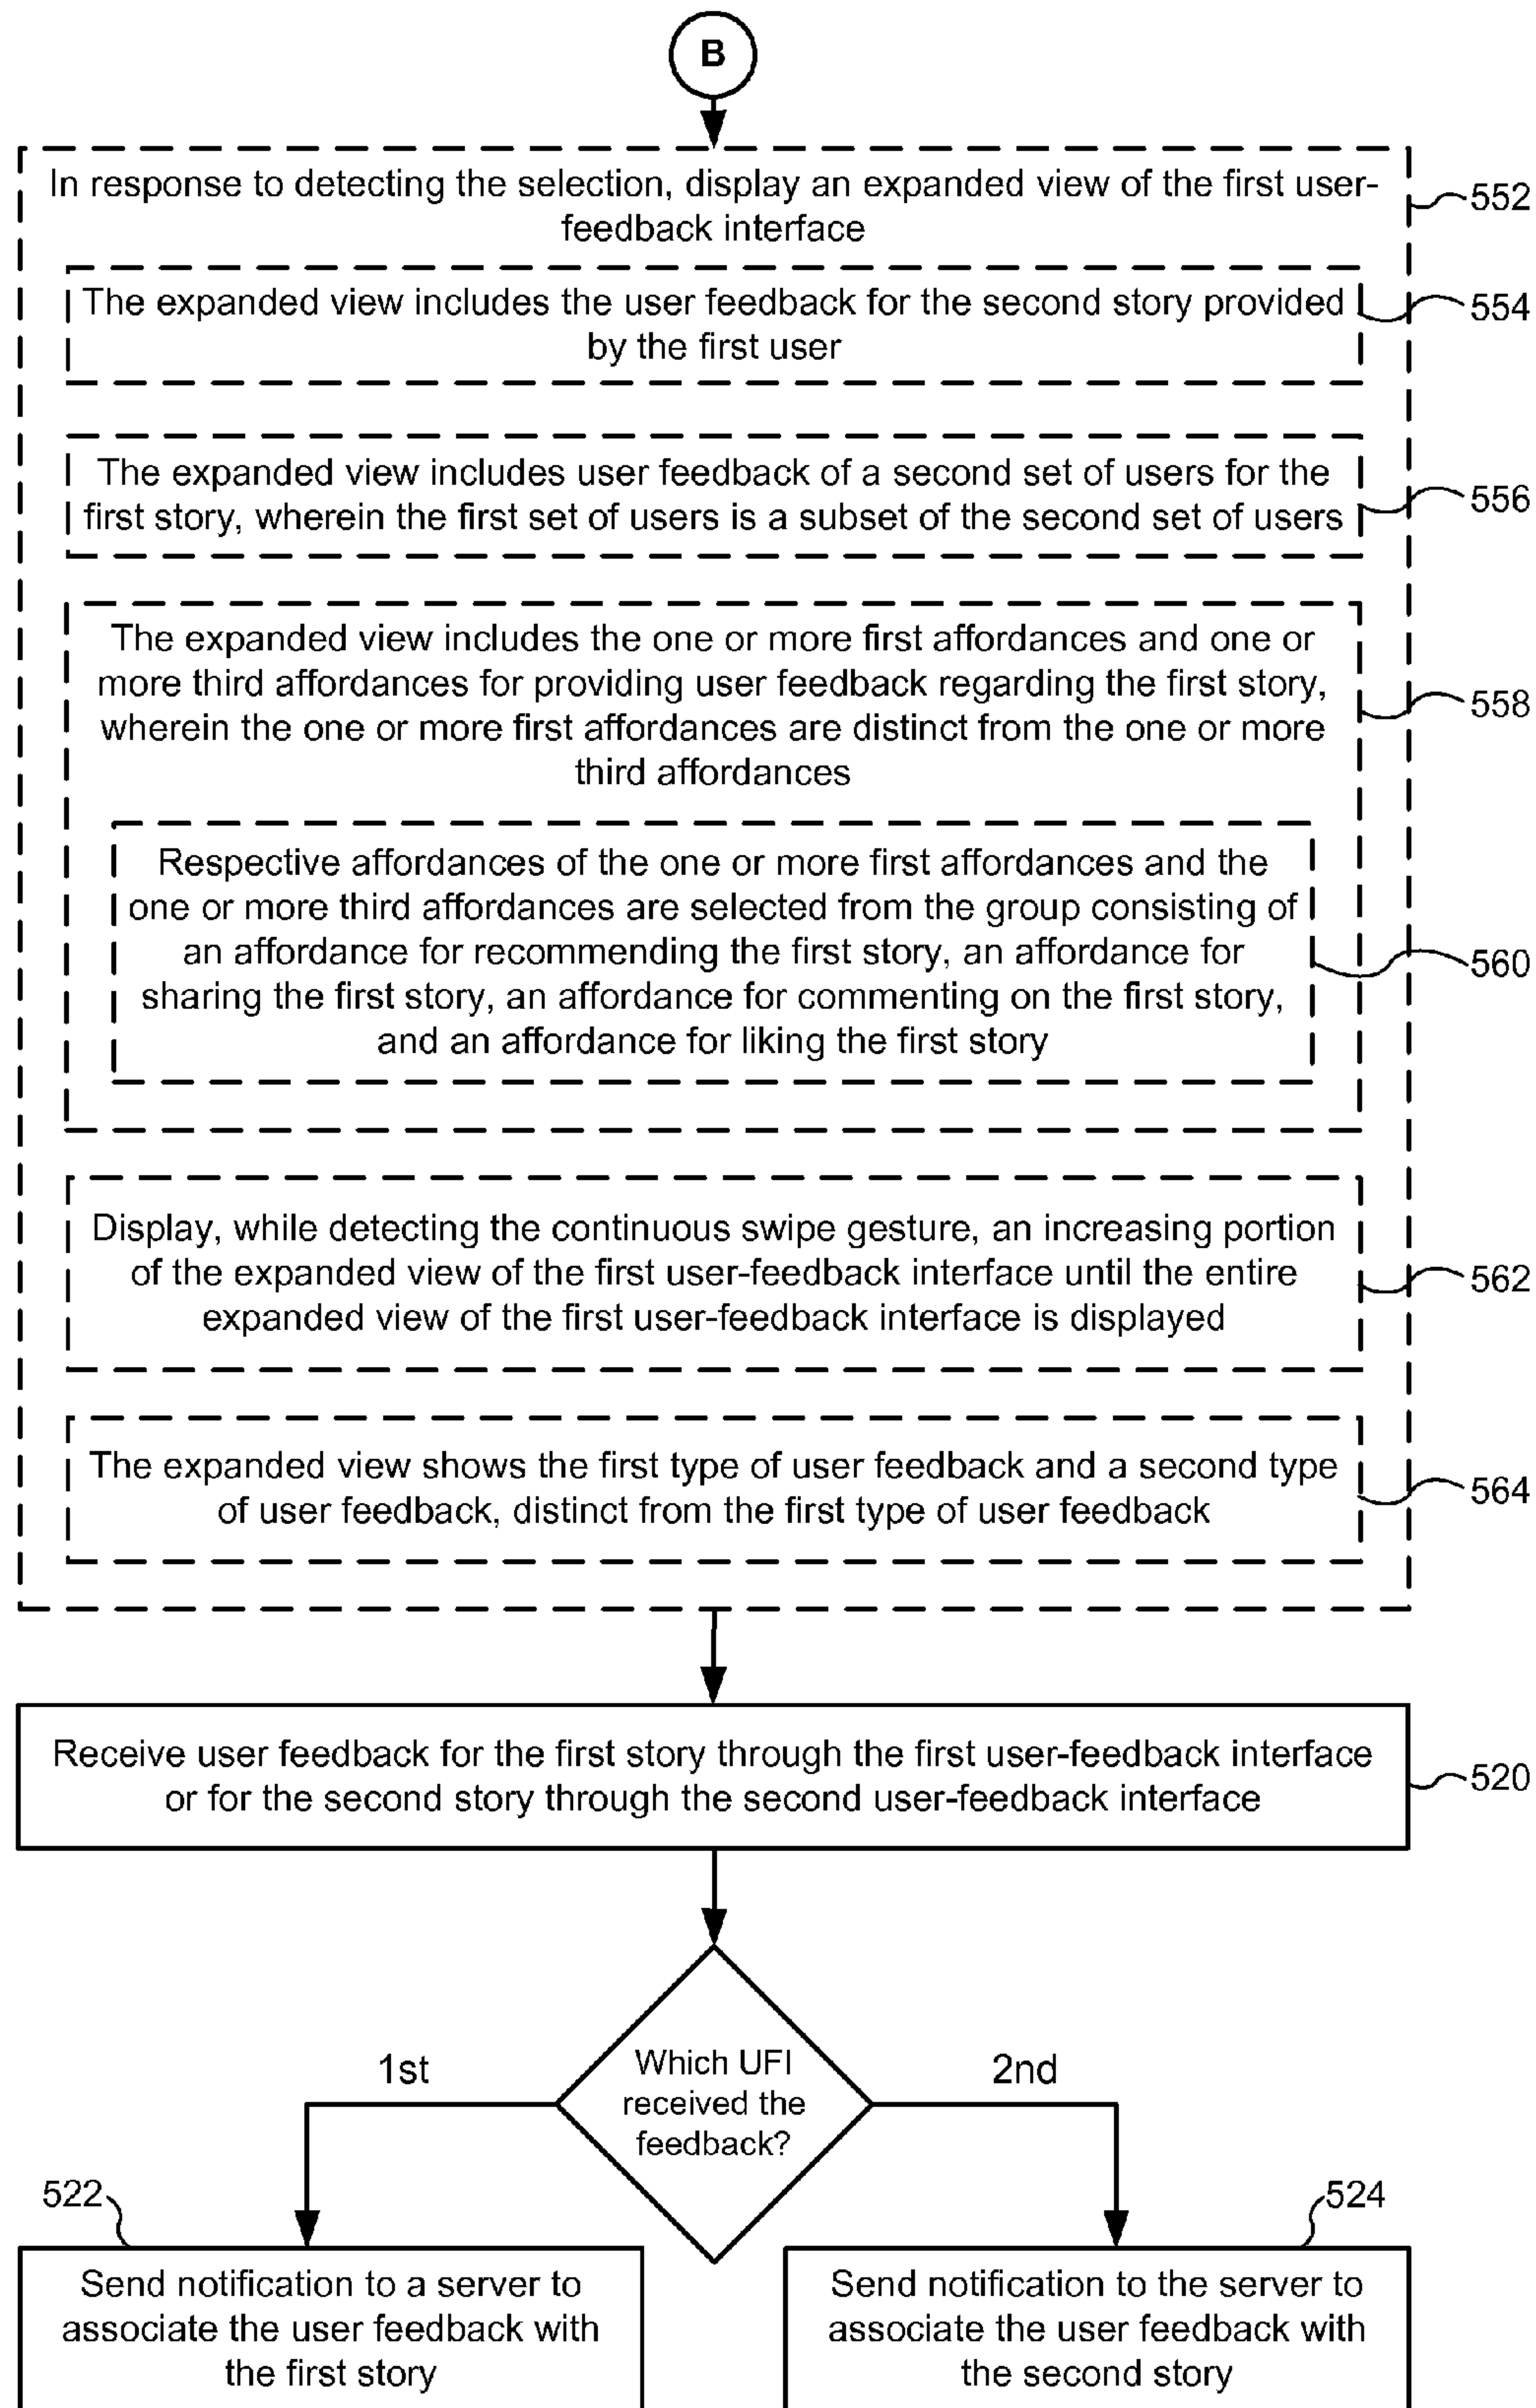 B
In response to detecting the selection, display an expanded view of the first user-
feedback interface
552
The expanded view includes the user feedback for the second story provided
by the first user
554
The expanded view includes user feedback of a second set of users for the
first story, wherein the first set of users is a subset of the second set of users
556
The expanded view includes the one or more first affordances and one or
more third affordances for providing user feedback regarding the first story,
wherein the one or more first affordances are distinct from the one or more
third affordances
558
Respective affordances of the one or more first affordances and the
one or more third affordances are selected from the group consisting of
an affordance for recommending the first story, an affordance for
sharing the first story, an affordance for commenting on the first story,
and an affordance for liking the first story
560
Display, while detecting the continuous swipe gesture, an increasing portion
of the expanded view of the first user-feedback interface until the entire
expanded view of the first user-feedback interface is displayed
562
The expanded view shows the first type of user feedback and a second type
of user feedback, distinct from the first type of user feedback
564
Receive user feedback for the first story through the first user-feedback interface
or for the second story through the second user-feedback interface
520
Which UFI
received the
feedback?
1st
2nd
522
Send notification to a server to
associate the user feedback with
the first story
524
Send notification to the server to
associate the user feedback with
the second story